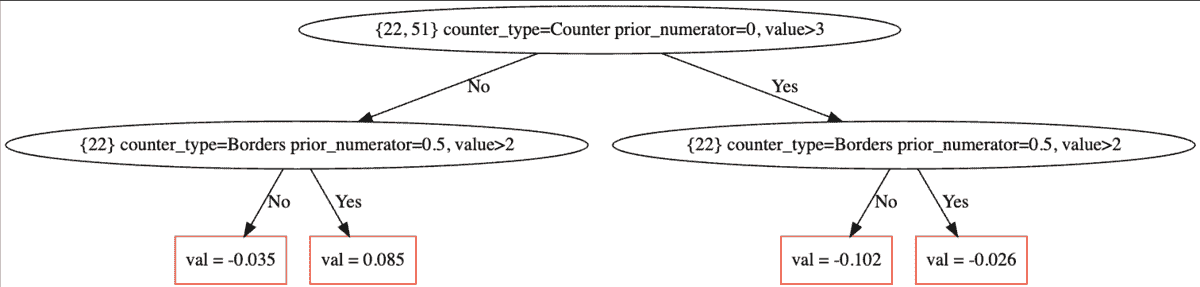 {22, 51} counter_type=Counter prior_numerator=0, value>3
No
Yes
{22} counter_type=Borders prior_numerator=0.5, value>2
{22} counter_type=Borders prior_numerator=0.5, value>2
No
Yes
No
Yes
val = -0.035
val = 0.085
val = -0.102
val = -0.026